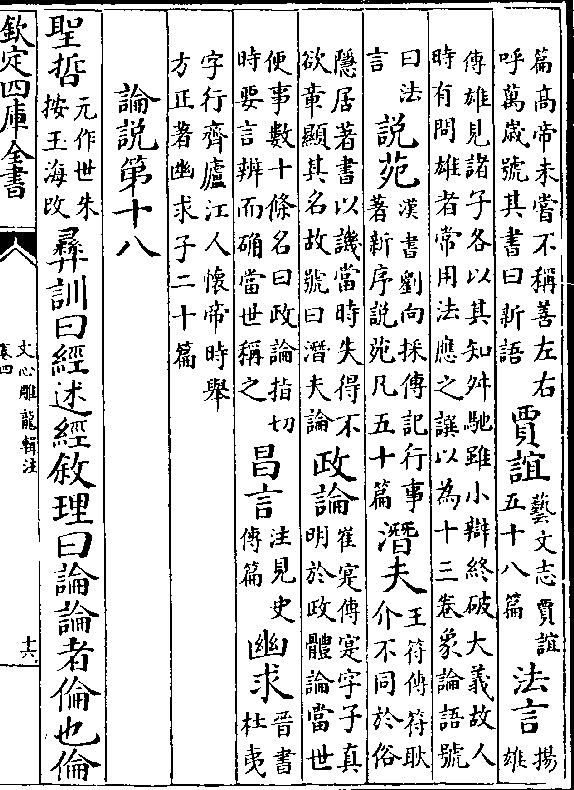 篇高帝未嘗不稱善左右
呼萬嵗號其書曰新語
賈誼
藝文志賈誼
五十八篇
法言
揚
雄
傳雄見諸子各以其知舛馳雖小辯終破大義故人
時有問雄者常用法應之譔以為十三卷象論語號
曰法
言
説苑
漢書劉向採傳記行事
著新序説苑凡五十篇
潛夫
王符傳符耿
介不同於俗
隱居著書以譏當時失得不
欲章顯其名故號曰潛夫論
政論
崔寔傳寔字子真
明於政體論當世
便事數十條名曰政論指切
時要言辨而确當世稱之
昌言
注見史
傳篇
幽求
晉書
杜夷
字行齊廬江人懷帝時舉
方正著幽求子二十篇
論説第十八
聖哲
元作世朱
按玉海改
彞訓曰經述經敘理曰論論者倫也倫
欽定四庫全書
文心雕龍輯注
卷四
十六